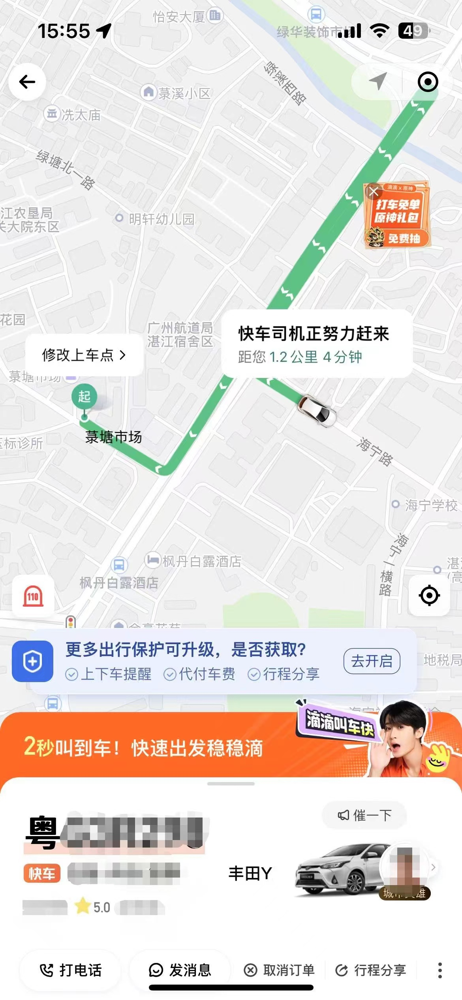 怡安大厦
绿华装饰市场
15:55
49
绿溪西路
菉溪小区
冼太庙
绿塘北一路
滴滴×原神
打车免单
原神礼包
免费抽
江农垦局
关大院东区
明轩幼儿园
花园
广州航道局
湛江宿舍区
快车司机正努力赶来
距您 1.2公里 4分钟
修改上车点
菉塘市场
起
菉塘市场
标诊所
海宁路
海宁学校
海宁一横路
枫丹白露酒店
枫丹白露酒店
湛
(高
110
地税局
更多出行保护可升级，是否获取?
去开启
上下车提醒 代付车费 行程分享
滴滴叫车快
2秒叫到车！快速出发稳稳滴
粤
催一下
快车
丰田Y
5.0
打电话
发消息
取消订单
行程分享